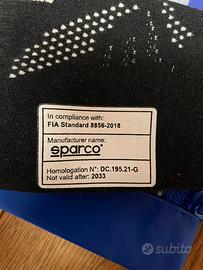 In compliance with:
FIA Standard 8856-2018
Manufacturer name:
sparco
Homologation N°: DC.195.21-G
Not valid after: 2033
subito